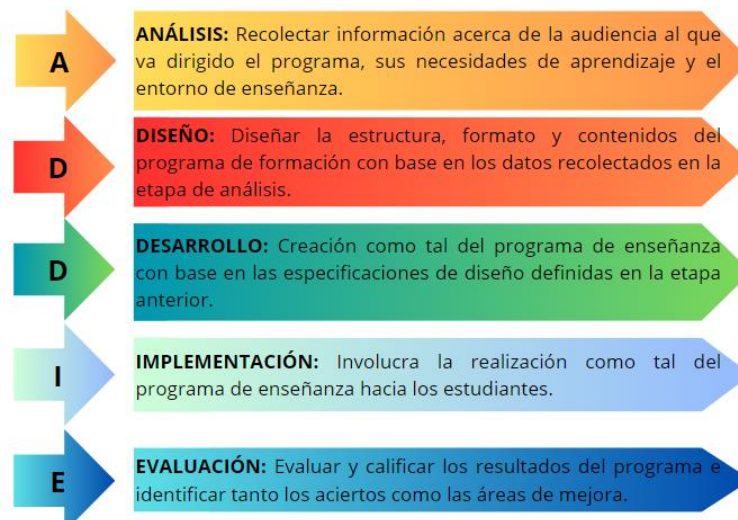 A
ANÁLISIS: Recolectar información acerca de la audiencia al que
va dirigido el programa, sus necesidades de aprendizaje y el
entorno de enseñanza.
D
DISEÑO: Diseñar la estructura, formato y contenidos del
programa de formación con base en los datos recolectados en la
etapa de análisis.
D
DESARROLLO: Creación como tal del programa de enseñanza
con base en las especificaciones de diseño definidas en la etapa
anterior.
I
IMPLEMENTACIÓN: Involucra la realización como tal del
programa de enseñanza hacia los estudiantes.
E
EVALUACIÓN: Evaluar y calificar los resultados del programa e
identificar tanto los aciertos como las áreas de mejora.